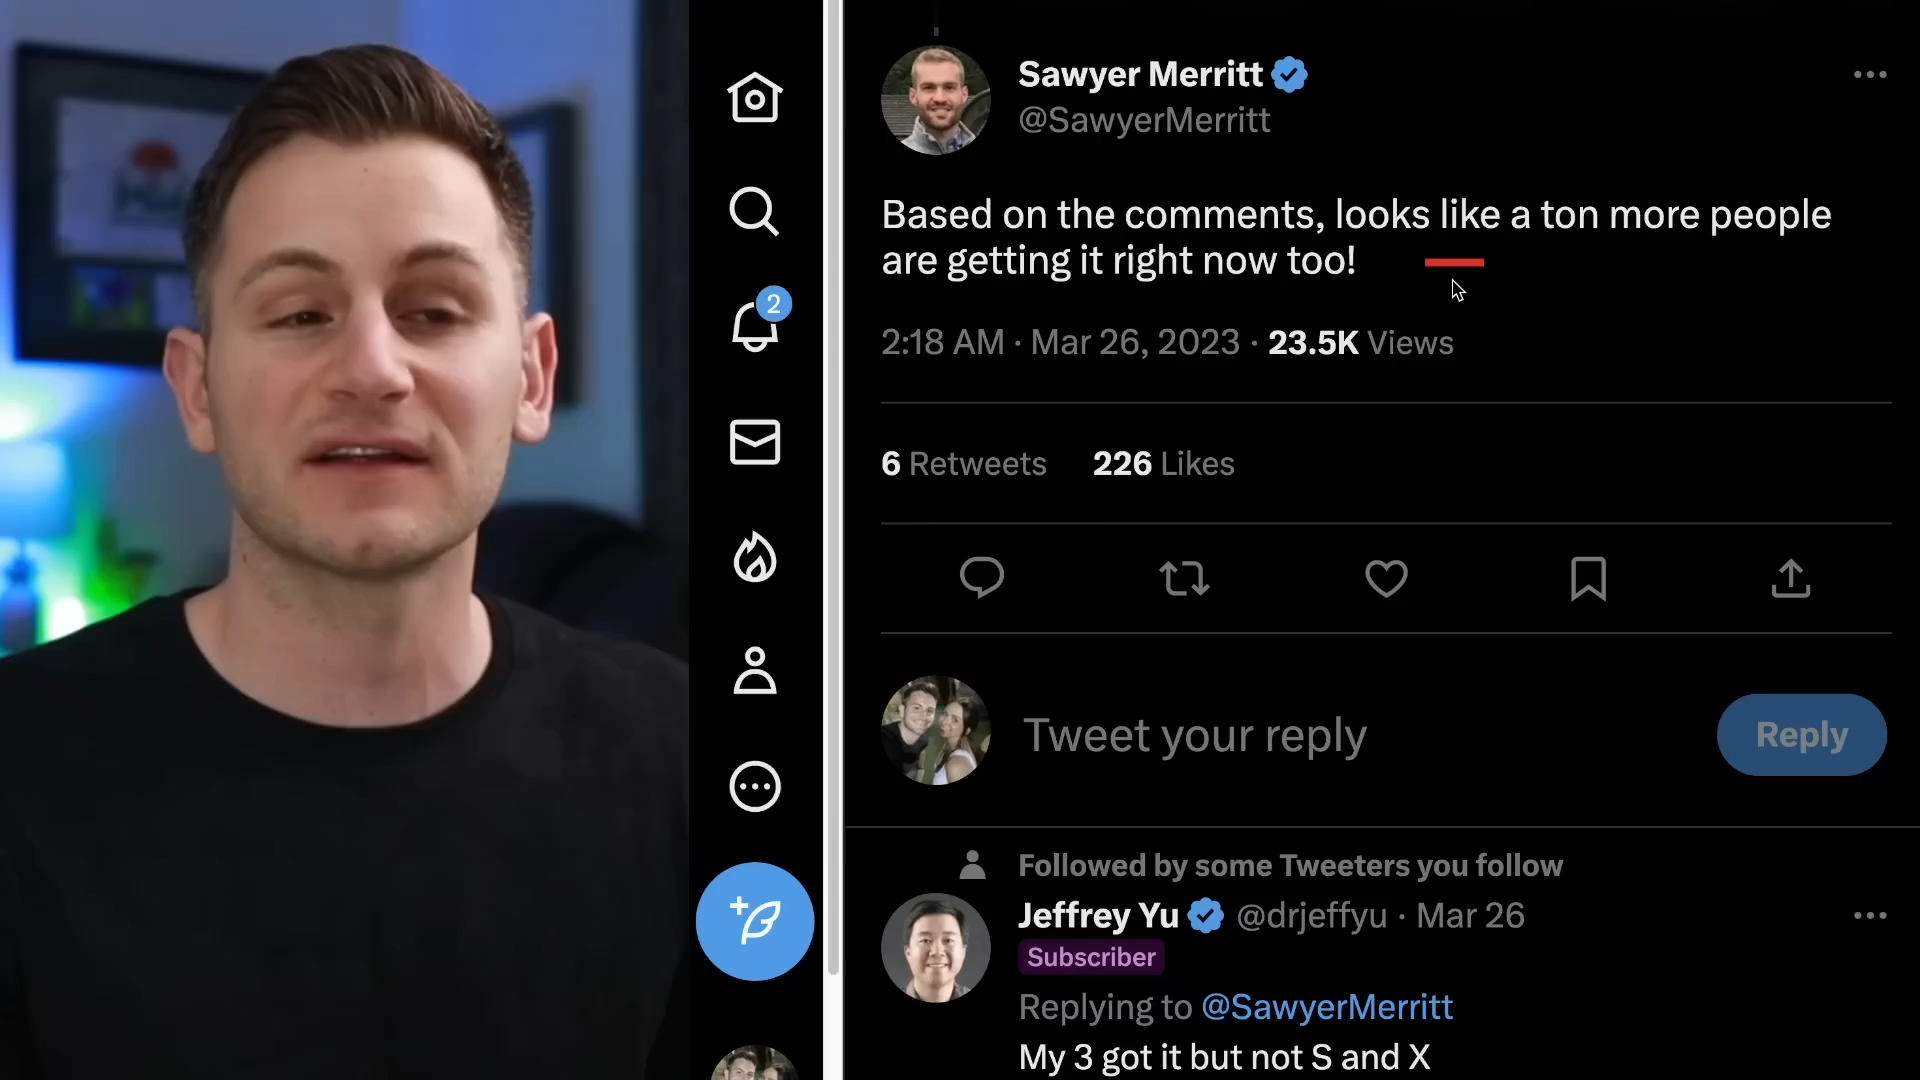 2
Sawyer Merritt
@SawyerMerritt
Based on the comments, looks like a ton more people
are getting it right now too!
2:18 AM · Mar 26, 2023 · 23.5K Views
6 Retweets 226 Likes
Tweet your reply
Reply
Followed by some Tweeters you follow
Jeffrey Yu @drjeffyu · Mar 26
Subscriber
Replying to @SawyerMerritt
My 3 got it but not S and X